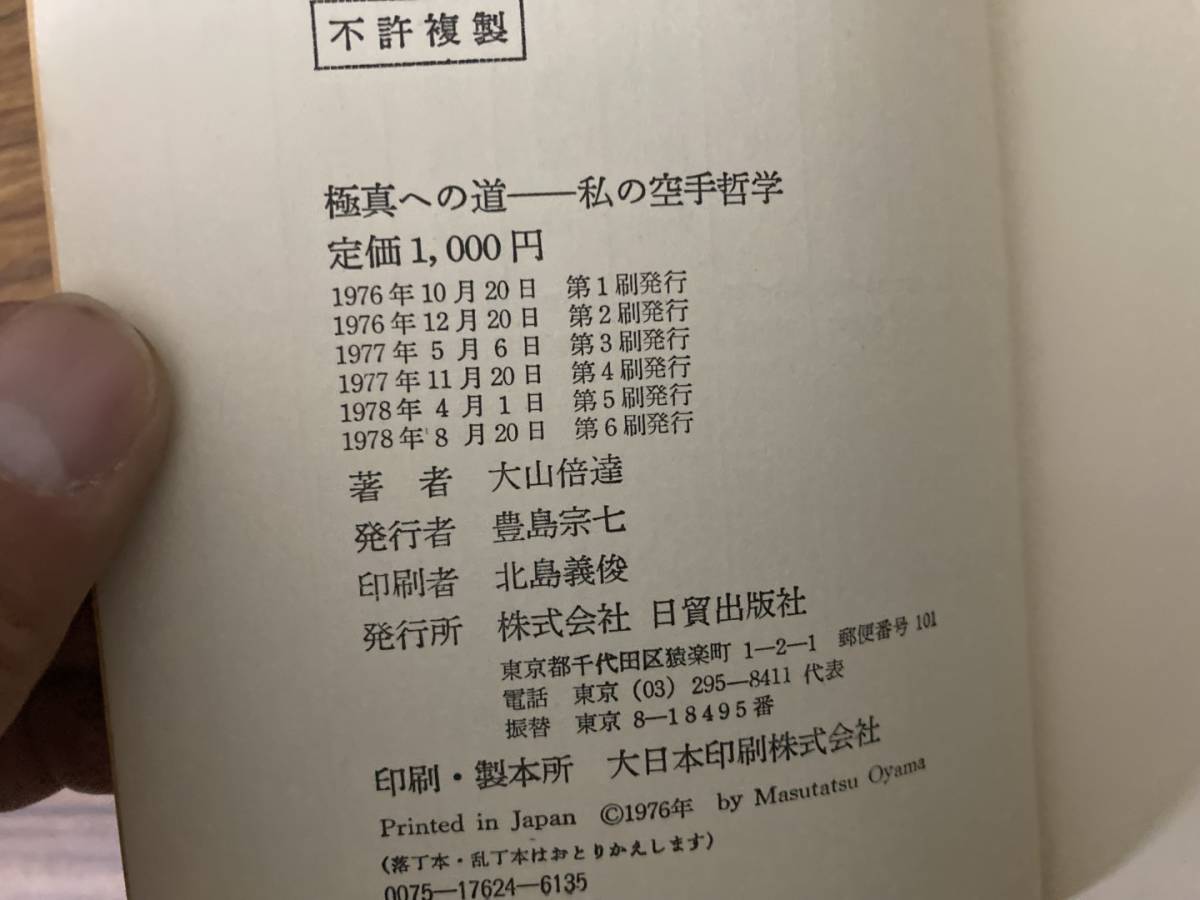 不許複製
極真への道――私の空手哲学
定価1,000円
1976年10月20日 第1刷発行
1976年12月20日 第2刷発行
1977年 5月 6日 第3刷発行
1977年11月20日 第4刷発行
1978年 4月 1日 第5刷発行
1978年 8月20日 第6刷発行
著 者 大山倍達
発行者 豊島宗七
印刷者 北島義俊
発行所 株式会社 日貿出版社
東京都千代田区猿楽町 1―2―1 郵便番号 101
電話 東京 (03) 295―8411 代表
振替 東京 8―18495番
印刷・製本所 大日本印刷株式会社
Printed in Japan ©1976年 by Masutatsu Oyama
(落丁本・乱丁本はおとりかえします)
0075―17624―6135